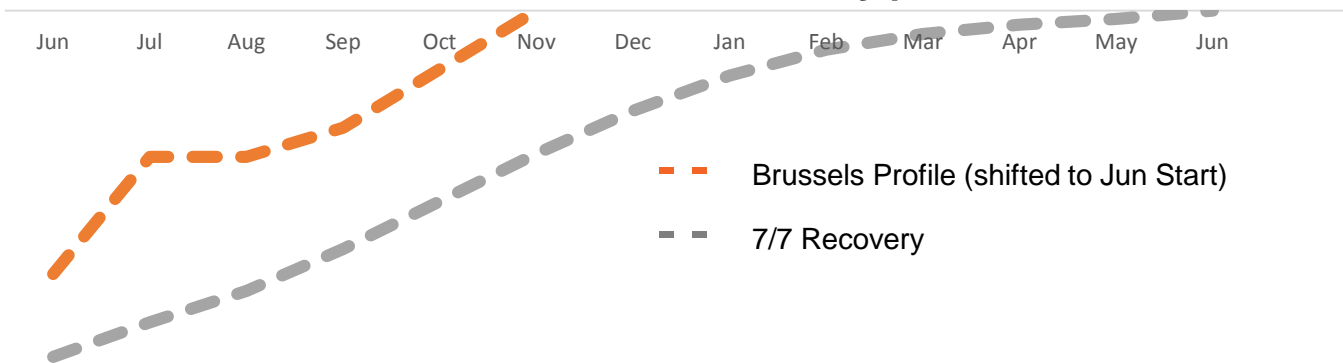 Jun Jul Aug Sep Oct Nov Dec Jan Feb Mar Apr May Jun
Brussels Profile (shifted to Jun Start)
7/7 Recovery